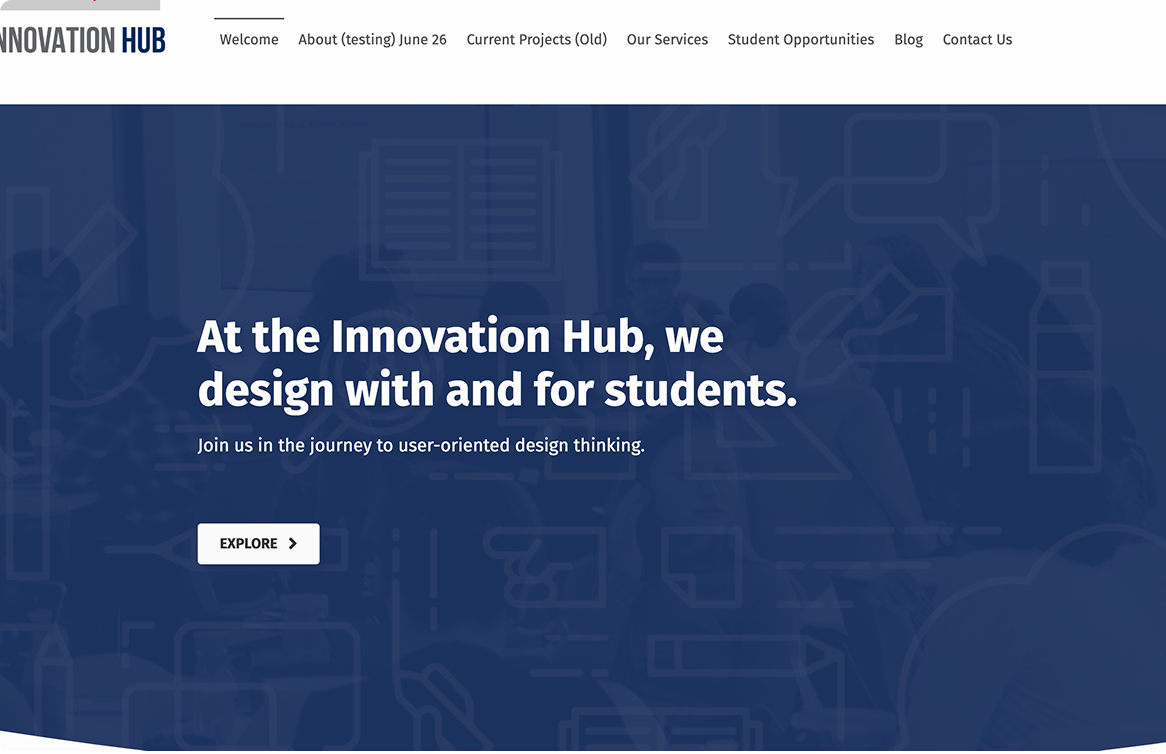 NNOVATION HUB
Welcome About (testing) June 26 Current Projects (Old) Our Services Student Opportunities Blog Contact Us
At the Innovation Hub, we
design with and for students.
Join us in the journey to user-oriented design thinking.
EXPLORE